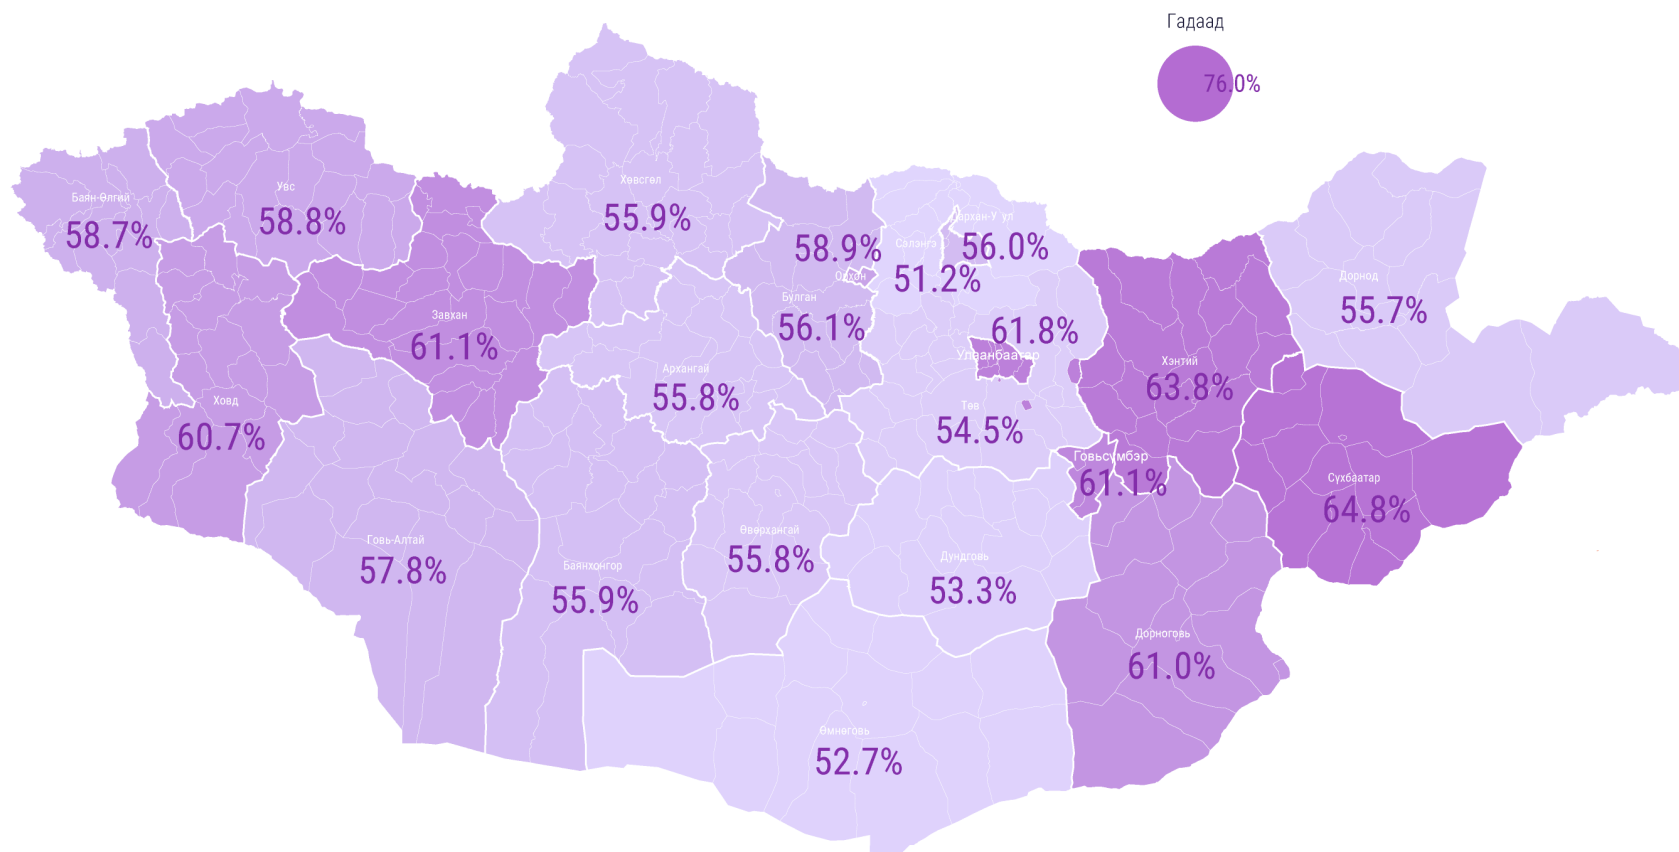 Гадаад
76.0%
Баян-Өлгий
58.7%
Увс
58.8%
Хөвсгөл
55.9%
58.9%
Орхон
Сэлэнгэ
51.2%
Дархан-Уул
56.0%
Булган
56.1%
Завхан
61.1%
61.8%
Улаанбаатар
Хэнтий
63.8%
Дорнод
55.7%
Ховд
60.7%
Архангай
55.8%
Төв
54.5%
Говьсүмбэр
61.1%
Сүхбаатар
64.8%
Говь-Алтай
57.8%
Баянхонгор
55.9%
Өвөрхангай
55.8%
Дундговь
53.3%
Дорноговь
61.0%
Өмнөговь
52.7%